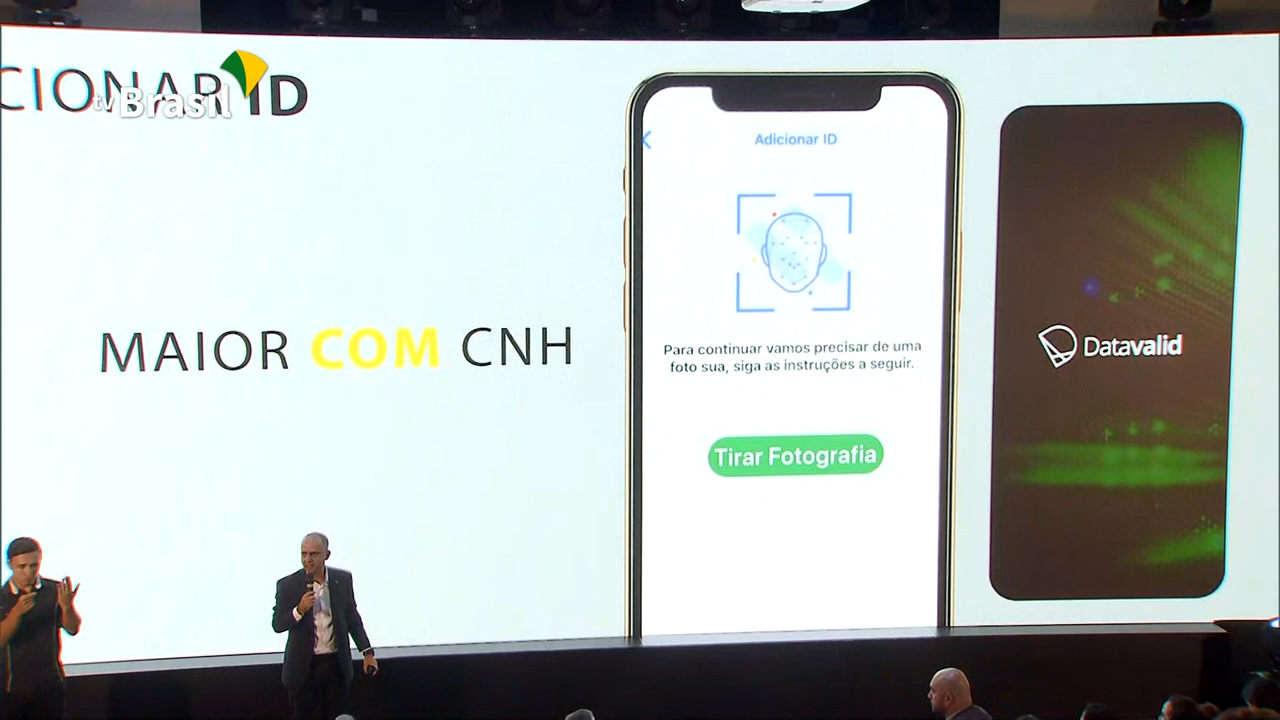 CIONAR ID
tv Brasil
MAIOR COM CNH
Adicionar ID
Para continuar vamos precisar de uma
foto sua, siga as instruções a seguir.
Tirar Fotografia
Datavalid